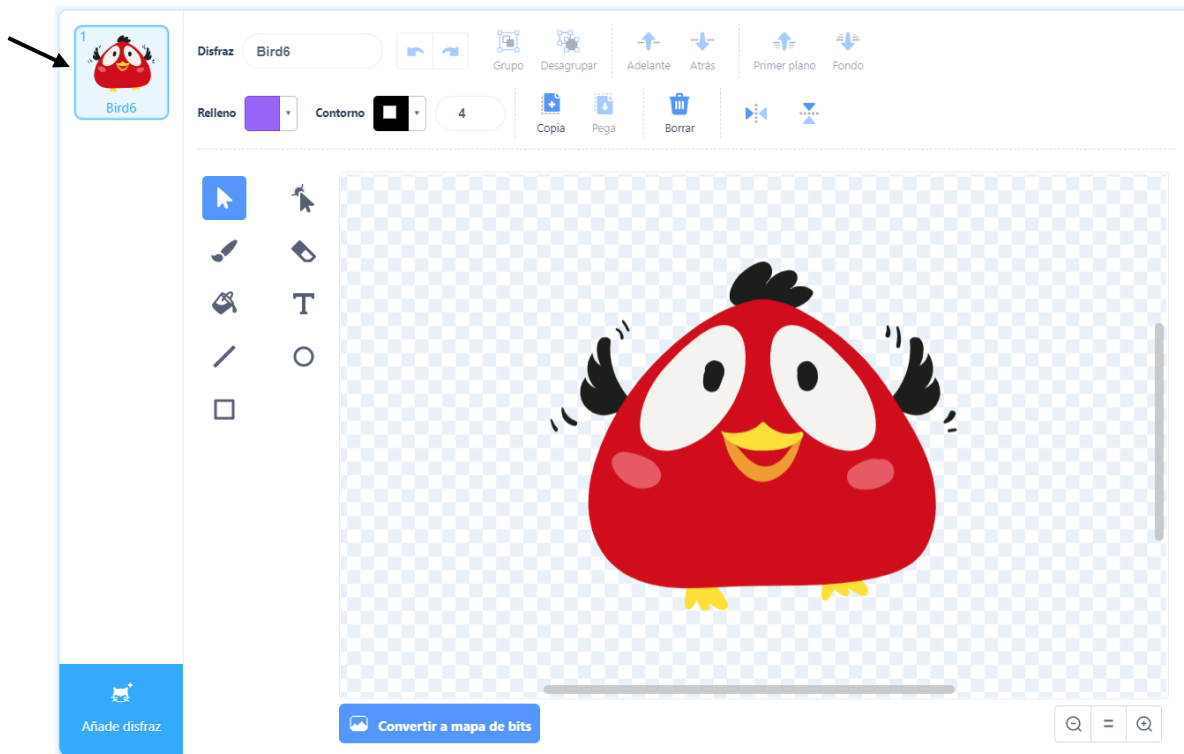 1
Bird6
Disfraz Bird6
Grupo Desagrupar Adelante Atrás Primer plano Fondo
Relleno Contorno 4
Copia Pega Borrar
T
Añade disfraz
Convertir a mapa de bits
=